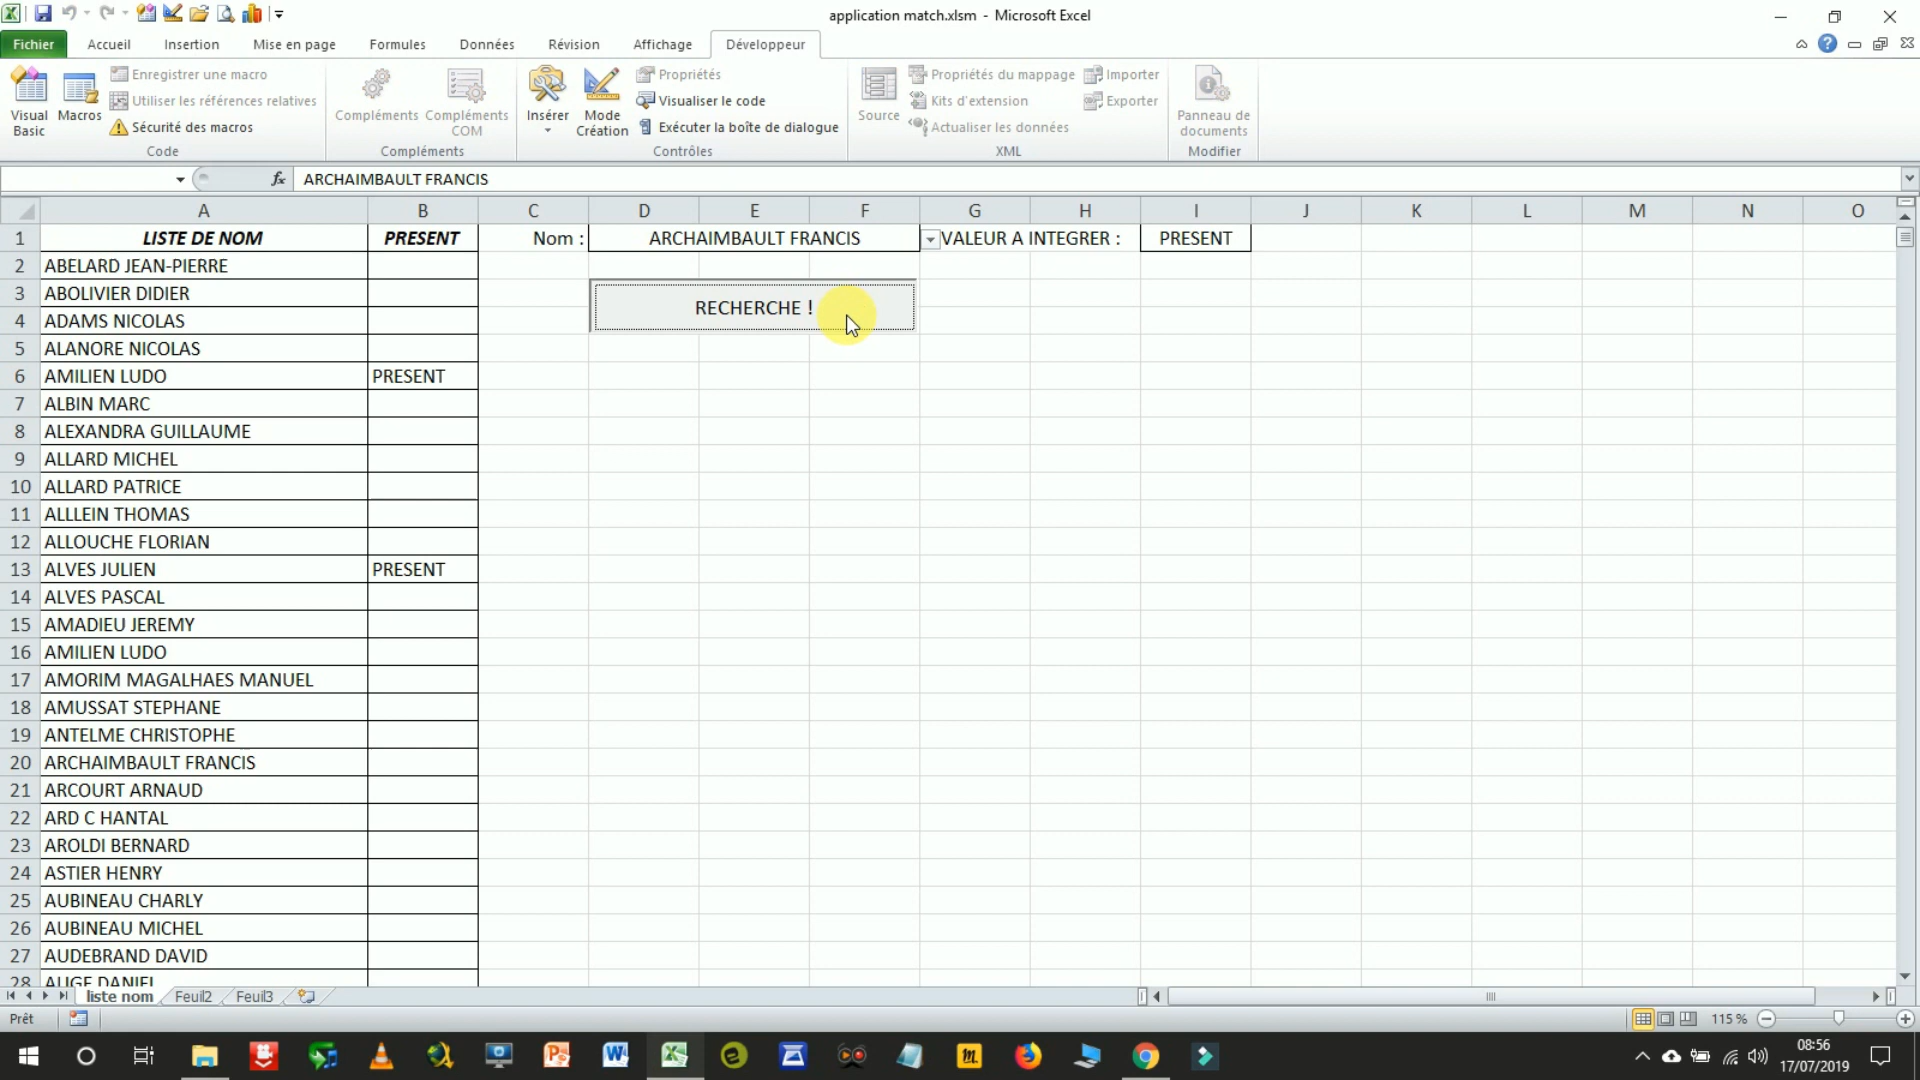 application match.xlsm - Microsoft Excel
Fichier Accueil Insertion Mise en page Formules Données Révision Affichage Développeur
Visual Basic
Macros
Enregistrer une macro
Utiliser les références relatives
Sécurité des macros
Code
Compléments
Compléments COM
Compléments
Insérer
Mode Création
Propriétés
Visualiser le code
Exécuter la boîte de dialogue
Contrôles
Source
Propriétés du mappage
Kits d'extension
Actualiser les données
Importer
Exporter
XML
Panneau de documents
Modifier
fx ARCHAIMBAULT FRANCIS
A B C D E F G H I J K L M N O
1 LISTE DE NOM PRESENT Nom : ARCHAIMBAULT FRANCIS VALEUR A INTEGRER : PRESENT
2 ABELARD JEAN-PIERRE
3 ABOLIVIER DIDIER
RECHERCHE !
4 ADAMS NICOLAS
5 ALANORE NICOLAS
6 AMILIEN LUDO PRESENT
7 ALBIN MARC
8 ALEXANDRA GUILLAUME
9 ALLARD MICHEL
10 ALLARD PATRICE
11 ALLLEIN THOMAS
12 ALLOUCHE FLORIAN
13 ALVES JULIEN PRESENT
14 ALVES PASCAL
15 AMADIEU JEREMY
16 AMILIEN LUDO
17 AMORIM MAGALHAES MANUEL
18 AMUSSAT STEPHANE
19 ANTELME CHRISTOPHE
20 ARCHAIMBAULT FRANCIS
21 ARCOURT ARNAUD
22 ARD C HANTAL
23 AROLDI BERNARD
24 ASTIER HENRY
25 AUBINEAU CHARLY
26 AUBINEAU MICHEL
27 AUDEBRAND DAVID
28 AUGE DANIEL
liste nom Feuil2 Feuil3
Prêt 115 %
08:56
17/07/2019